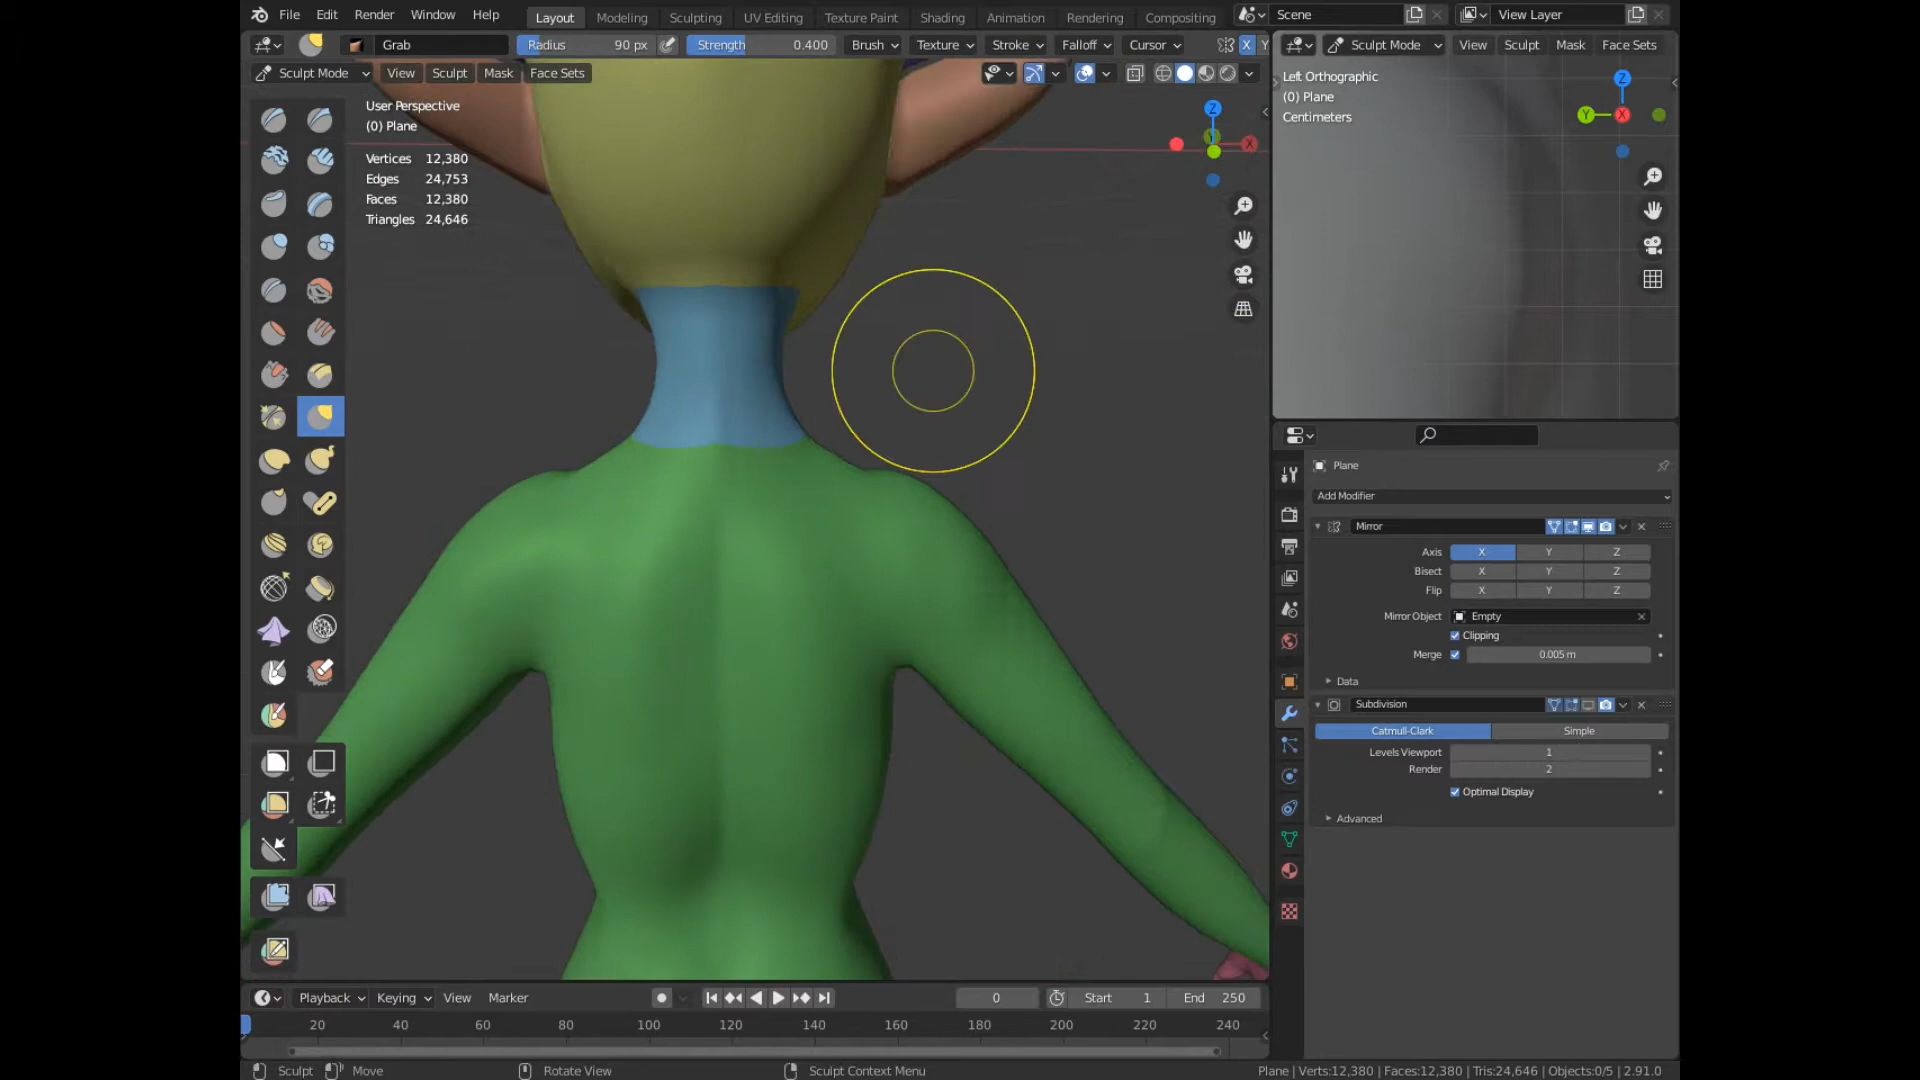 File Edit Render Window Help Layout Modeling Sculpting UV Editing Texture Paint Shading Animation Rendering Compositing Scene View Layer
Grab Radius 90 px Strength 0.400 Brush Texture Stroke Falloff Cursor X Y
Sculpt Mode View Sculpt Mask Face Sets
Sculpt Mode View Sculpt Mask Face Sets
User Perspective
(0) Plane
Vertices 12,380
Edges 24,753
Faces 12,380
Triangles 24,646
Z
X
Y
Left Orthographic
(0) Plane
Centimeters
Z
Y
X
Plane
Add Modifier
Mirror
Axis X Y Z
Bisect X Y Z
Flip X Y Z
Mirror Object Empty
Clipping
Merge 0.005 m
Data
Subdivision
Catmull-Clark Simple
Levels Viewport 1
Render 2
Optimal Display
Advanced
Playback Keying View Marker 0 Start 1 End 250
20 40 60 80 100 120 140 160 180 200 220 240
Sculpt Move Rotate View Sculpt Context Menu Plane | Verts:12,380 | Faces:12,380 | Tris:24,646 | Objects:0/5 | 2.91.0